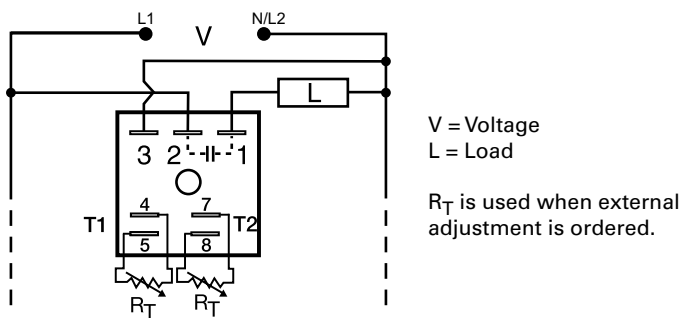 L1 V N/L2
L
3 2 1
4 7
T1 T2
5 8
RT RT
V = Voltage
L = Load
RT is used when external
adjustment is ordered.